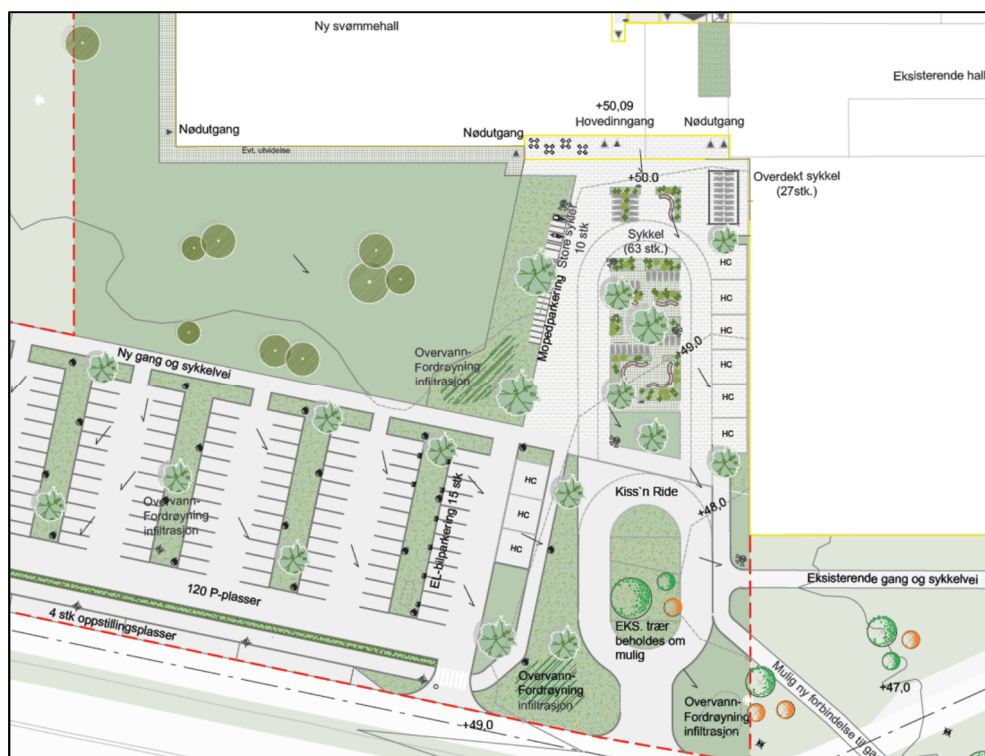 Ny svømmehall
Eksisterende hall
+50,09
Hovedinngang
Nødutgang
Nødutgang
Nødutgang
Evt. utvidelse
+50.0
Overdekt sykkel
(27stk.)
Store sykler
10 stk
Mopedparkering
Sykkel
(63 stk.)
HC
HC
HC
HC
HC
HC
+49,0
Overvann-
Fordrøyning
infiltrasjon
Ny gang og sykkelvei
HC
HC
HC
Kiss`n Ride
+48,0
Overvann-
Fordrøyning
infiltrasjon
EL-bilparkering 15 stk
120 P-plasser
4 stk oppstillingsplasser
Eksisterende gang og sykkelvei
EKS. trær
beholdes om
mulig
Overvann-
Fordrøyning
infiltrasjon
Overvann-
Fordrøyning
infiltrasjon
Mulig ny forbindelse til ga
+47,0
+49,0